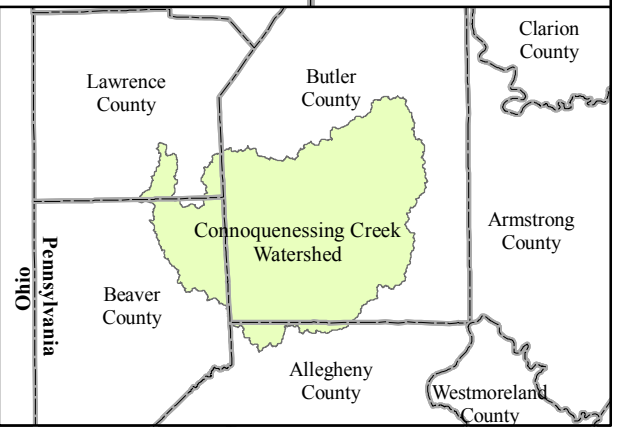 Clarion
County
Lawrence
County
Butler
County
Connoquenessing Creek
Watershed
Armstrong
County
Pennsylvania
Ohio
Beaver
County
Allegheny
County
Westmoreland
County